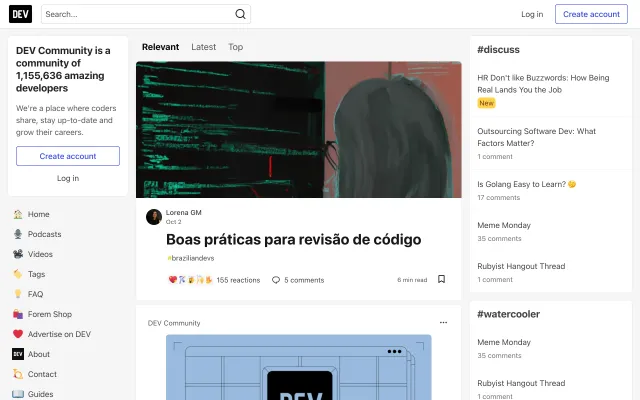 DEV
Search...
Log in
Create account
DEV Community is a
community of
1,155,636 amazing
developers
We're a place where coders
share, stay up-to-date and
grow their careers.
Create account
Log in
Home
Podcasts
Videos
Tags
FAQ
Forem Shop
Advertise on DEV
DEV
About
Contact
Guides
Relevant
Latest
Top
Lorena GM
Oct 2
Boas práticas para revisão de código
#braziliandevs
155 reactions
5 comments
6 min read
DEV Community
DEV
#discuss
HR Don't like Buzzwords: How Being
Real Lands You the Job
New
Outsourcing Software Dev: What
Factors Matter?
1 comment
Is Golang Easy to Learn? 🤔
17 comments
Meme Monday
35 comments
Rubyist Hangout Thread
1 comment
#watercooler
Meme Monday
35 comments
Rubyist Hangout Thread
1 comment